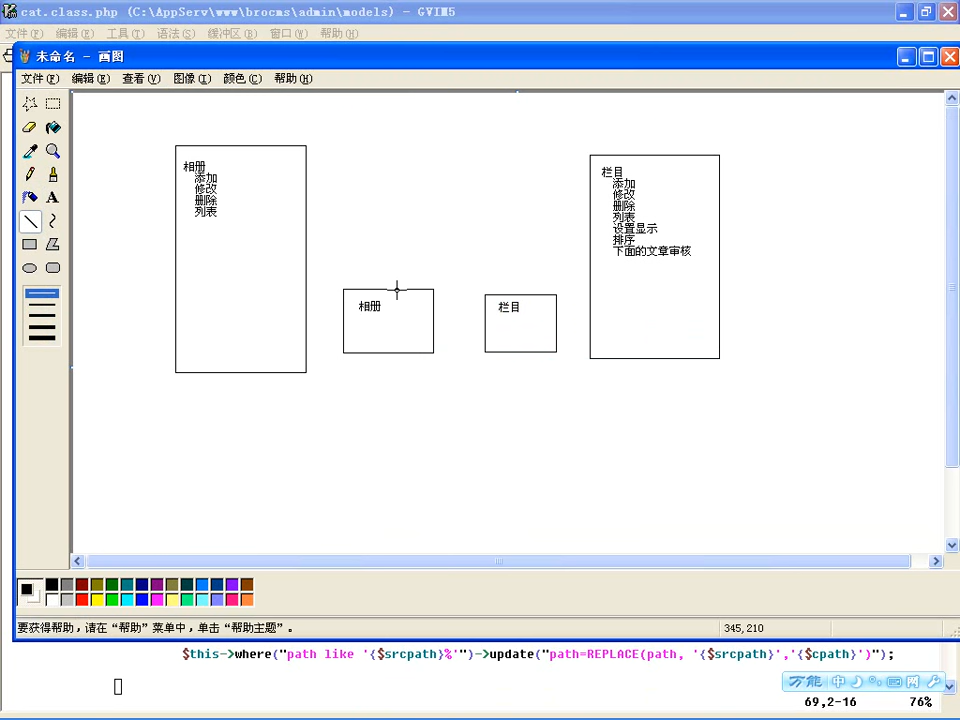 cat.class.php (C:\AppServ\www\brocms\admin\models) - GVIM5
文件(F) 编辑(E) 工具(T) 语法(S) 缓冲区(B) 窗口(W) 帮助(H)
未命名 - 画图
文件(F) 编辑(E) 查看(V) 图像(I) 颜色(C) 帮助(H)
相册
添加
修改
删除
列表
相册
栏目
栏目
添加
修改
删除
列表
设置显示
排序
下面的文章审核
要获得帮助，请在“帮助”菜单中，单击“帮助主题”。
345,210
$this->where("path like '{$srcpath}%'")->update("path=REPLACE(path, '{$srcpath}','{$cpath}')");
万能 中 网
69,2-16 76%